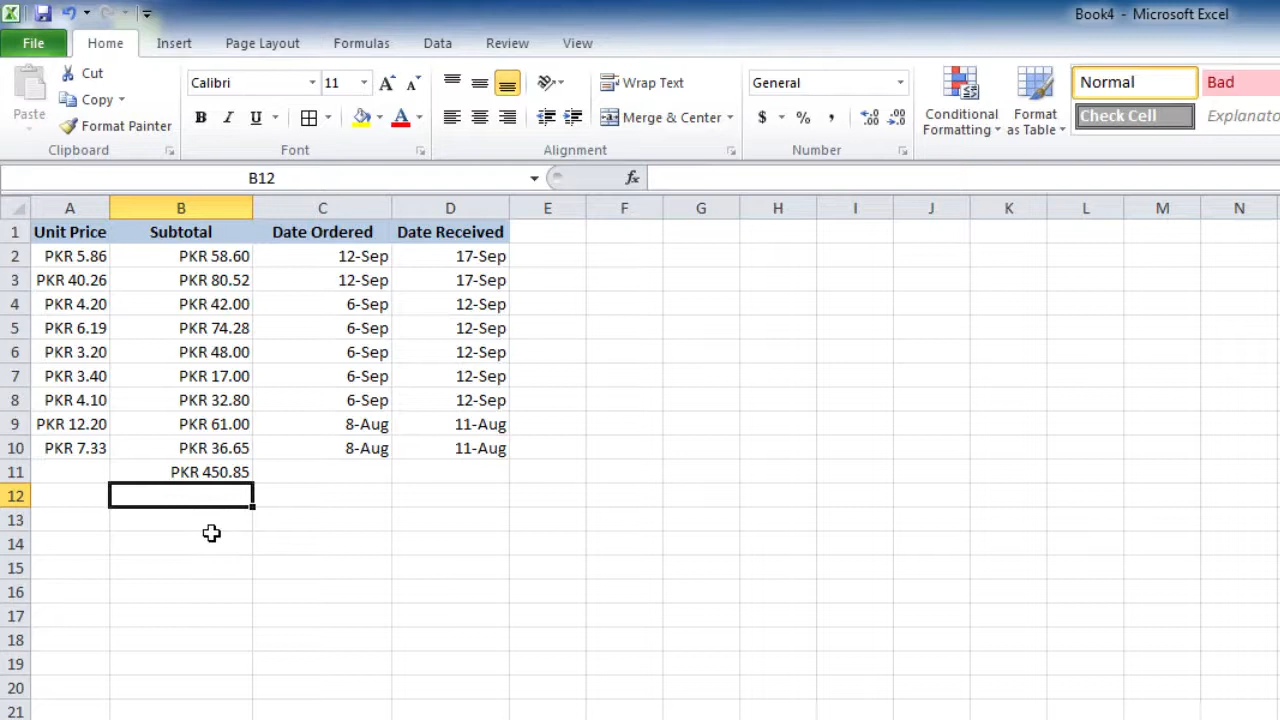 Book4 - Microsoft Excel
File Home Insert Page Layout Formulas Data Review View
Paste
Cut
Copy
Format Painter
Clipboard
Calibri 11 A A
B I U A
Font
Wrap Text
Merge & Center
Alignment
General
$ % ,
Number
Conditional Formatting
Format as Table
Normal Bad
Check Cell Explanato
B12 fx
A B C D E F G H I J K L M N
1 Unit Price Subtotal Date Ordered Date Received
2 PKR 5.86 PKR 58.60 12-Sep 17-Sep
3 PKR 40.26 PKR 80.52 12-Sep 17-Sep
4 PKR 4.20 PKR 42.00 6-Sep 12-Sep
5 PKR 6.19 PKR 74.28 6-Sep 12-Sep
6 PKR 3.20 PKR 48.00 6-Sep 12-Sep
7 PKR 3.40 PKR 17.00 6-Sep 12-Sep
8 PKR 4.10 PKR 32.80 6-Sep 12-Sep
9 PKR 12.20 PKR 61.00 8-Aug 11-Aug
10 PKR 7.33 PKR 36.65 8-Aug 11-Aug
11 PKR 450.85
12
13
14
15
16
17
18
19
20
21